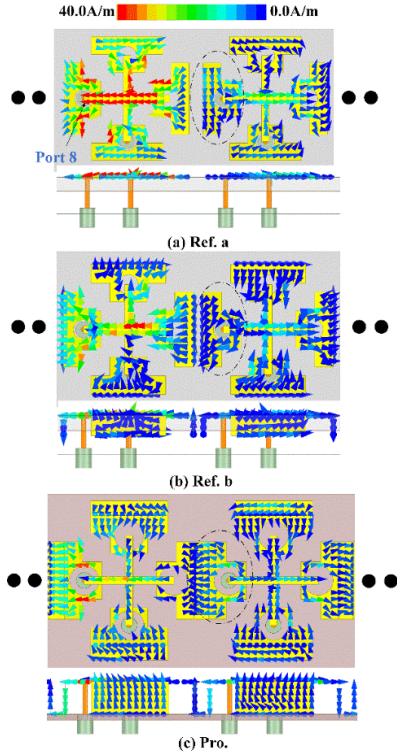 40.0A/m 0.0A/m
Port 8
(a) Ref. a
(b) Ref. b
(c) Pro.